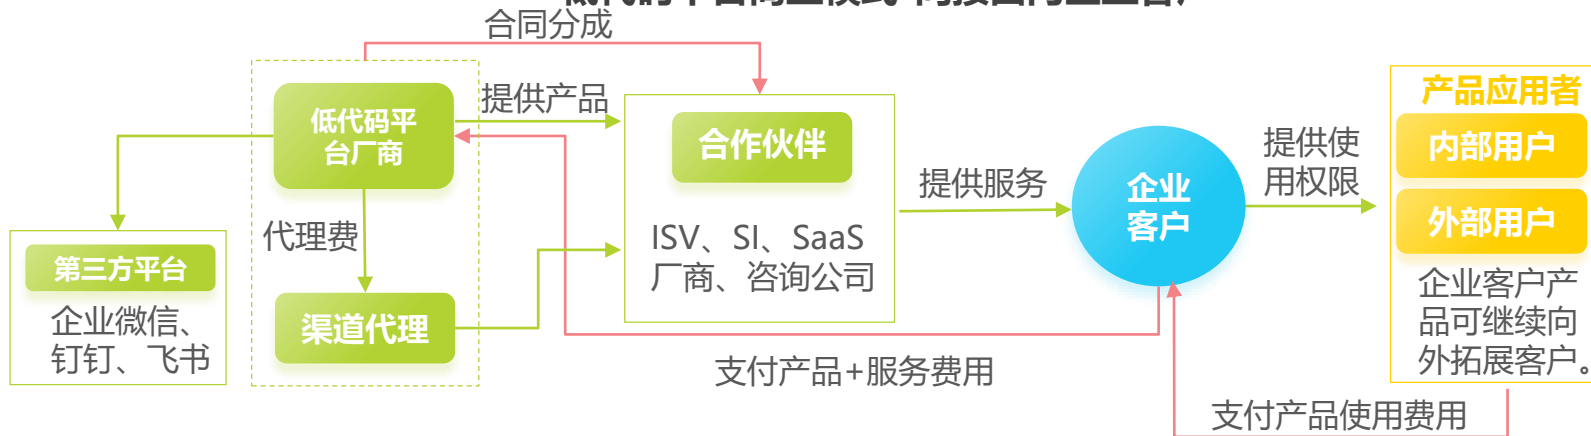 合同分成
提供产品
低代码平
台厂商
合作伙伴
代理费
第三方平台
企业微信、
钉钉、飞书
渠道代理
ISV、SI、SaaS
厂商、咨询公司
提供服务
企业
客户
提供使
用权限
产品应用者
内部用户
外部用户
企业客户产
品可继续向
外拓展客户。
支付产品+服务费用
支付产品使用费用